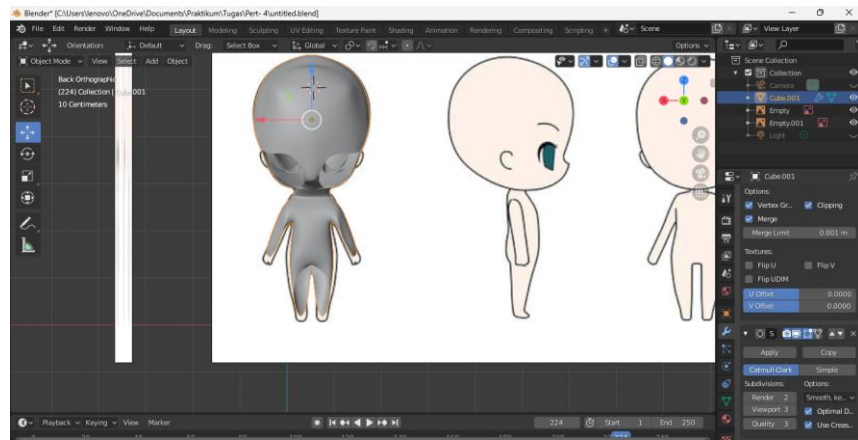 Blender* [C:\Users\lenovo\OneDrive\Documents\Praktikum\Tugas\Pert- 4\untitled.blend]
File Edit Render Window Help Layout Modeling Sculpting UV Editing Texture Paint Shading Animation Rendering Compositing Scripting + Scene View Layer
Orientation: Default Drag: Select Box Global Options
Object Mode View Select Add Object
Back Orthographic
(224) Collection | Cube.001
10 Centimeters
Scene Collection
Collection
Camera
Cube.001
Empty
Empty.001
Light
Cube.001
Options:
Vertex Gr.. Clipping
Merge
Merge Limit 0.001 m
Textures:
Flip U Flip V
Flip UDIM
U Offset 0.0000
V Offset 0.0000
S
Apply Copy
Catmull-Clark Simple
Subdivisions: Options:
Render 2 Smooth, ke..
Viewport 3 Optimal D..
Quality 3 Use Creas..
Playback Keying View Marker 224 Start 1 End 250